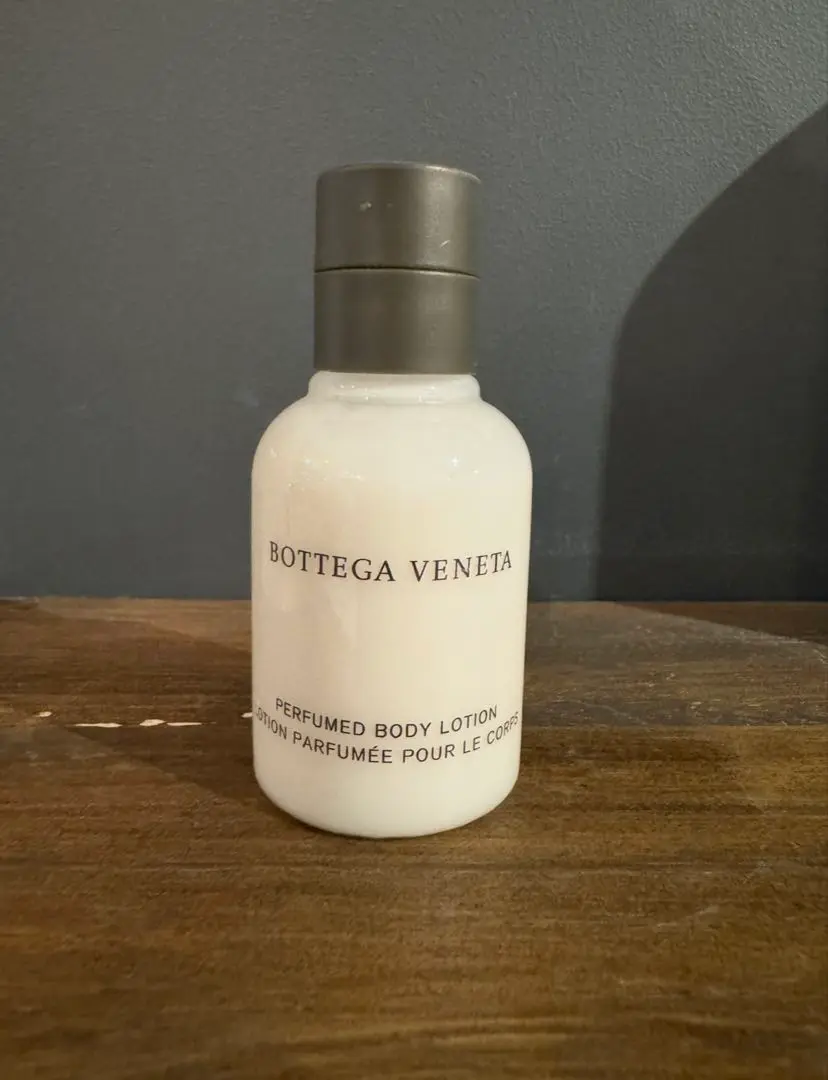 BOTTEGA VENETA
PERFUMED BODY LOTION
LOTION PARFUMÉE POUR LE CORPS